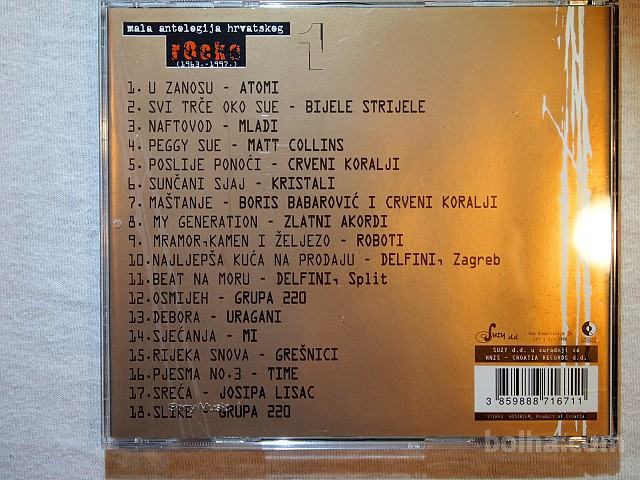 mala antologija hrvatskog
rocka
(1963.-1997.)
1
1. U ZANOSU - ATOMI
2. SVI TRČE OKO SUE - BIJELE STRIJELE
3. NAFTOVOD - MLADI
4. PEGGY SUE - MATT COLLINS
5. POSLIJE PONOĆI - CRVENI KORALJI
6. SUNČANI SJAJ - KRISTALI
7. MAŠTANJE - BORIS BABAROVIĆ I CRVENI KORALJI
8. MY GENERATION - ZLATNI AKORDI
9. MRAMOR,KAMEN I ŽELJEZO - ROBOTI
10.NAJLJEPŠA KUĆA NA PRODAJU - DELFINI, Zagreb
11.BEAT NA MORU - DELFINI, Split
12.OSMIJEH - GRUPA 220
13.DEBORA - URAGANI
14.SJEĆANJA - MI
15.RIJEKA SNOVA - GREŠNICI
16.PJESMA NO.3 - TIME
17.SREĆA - JOSIPA LISAC
18.SLIKE - GRUPA 220
Suzy d.d.
SUZY d.d. u suradnji sa
HNZS - CROATIA RECORDS d.d.
3 859888 716711
bolha.com